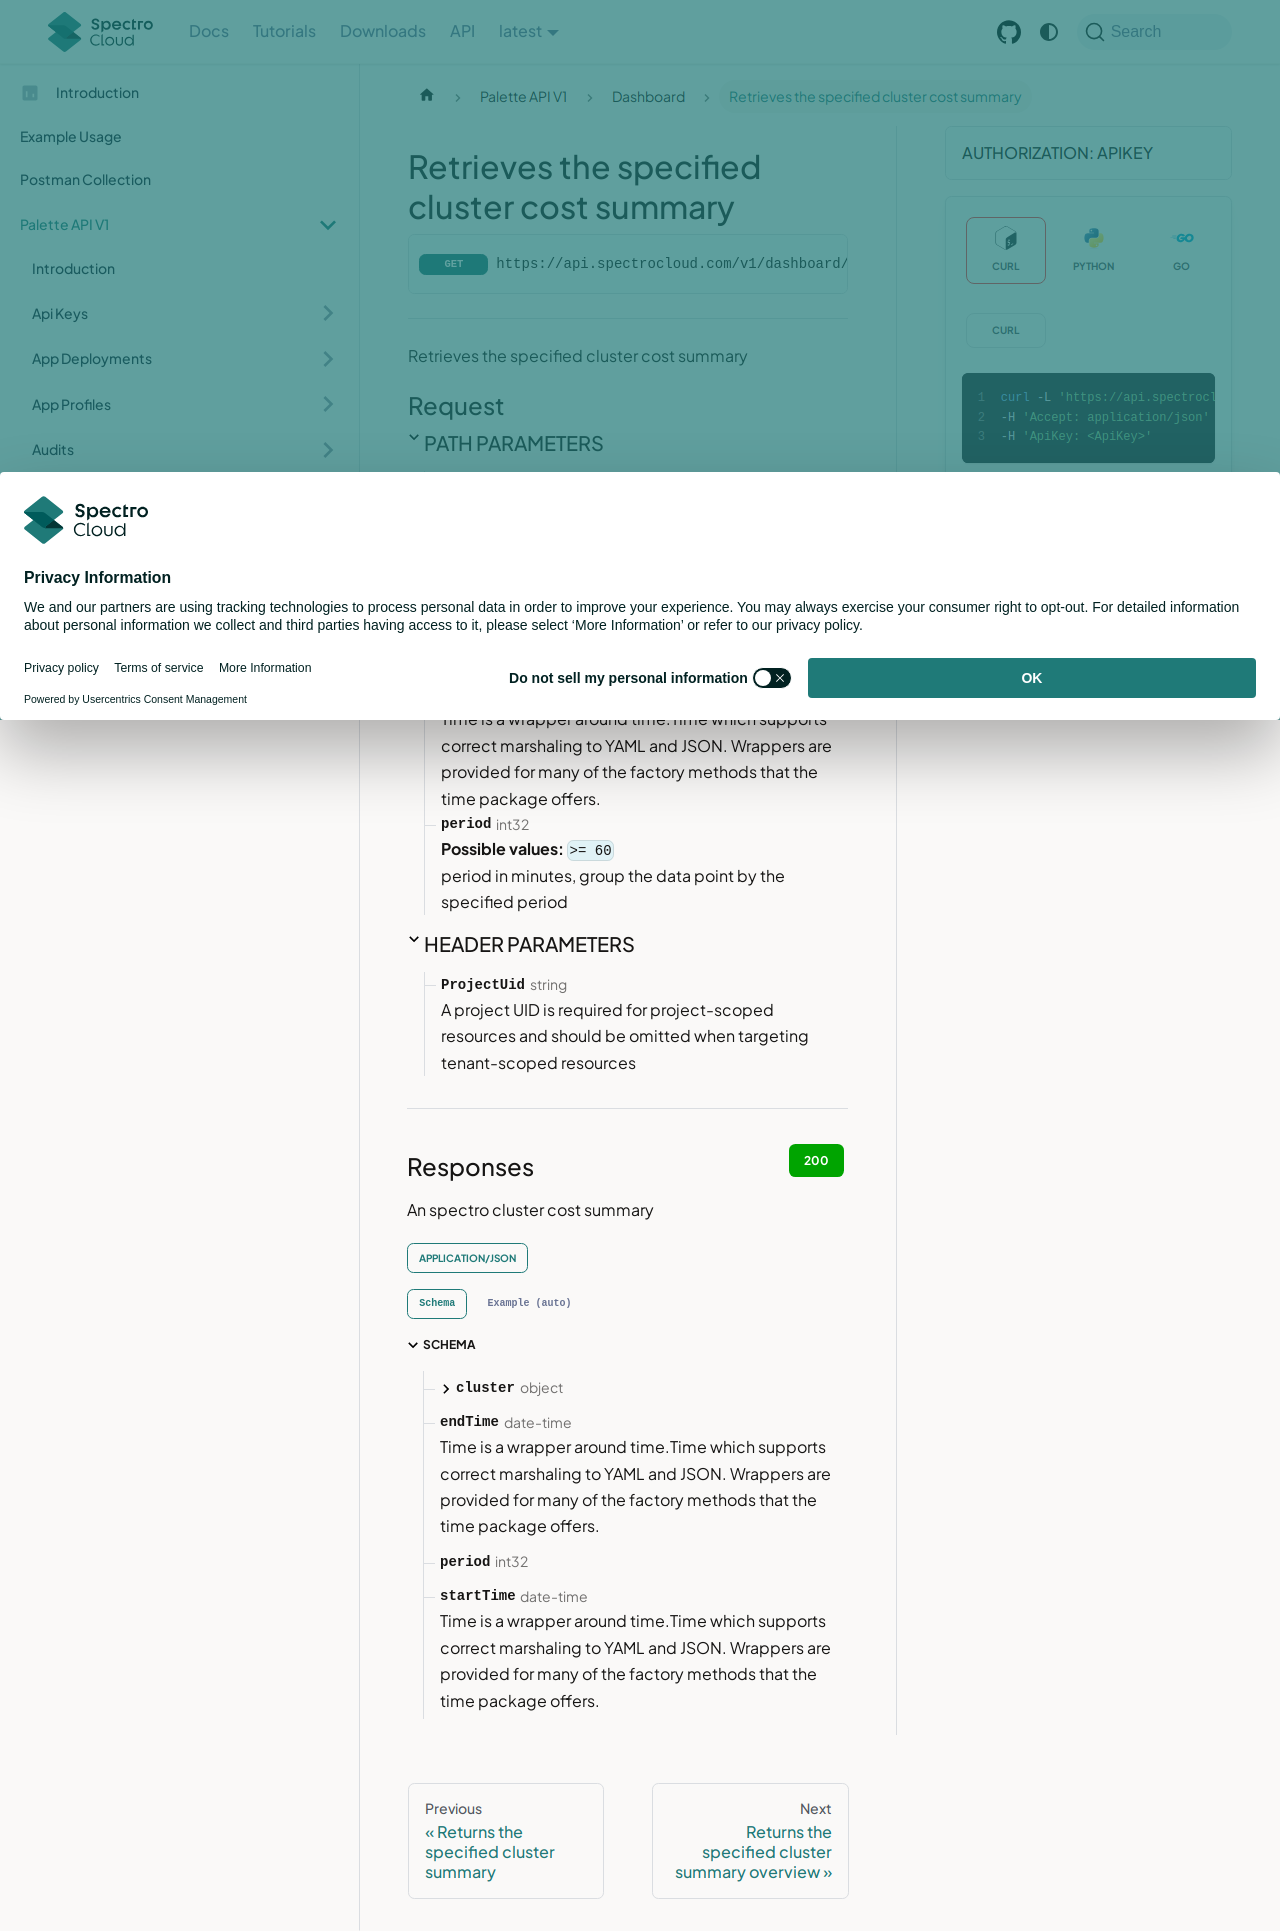 Spectro Cloud
Docs
Tutorials
Downloads
API
latest
Search
Introduction
Example Usage
Postman Collection
Palette API V1
Introduction
Api Keys
App Deployments
App Profiles
Audits
Palette API V1
Dashboard
Retrieves the specified cluster cost summary
Retrieves the specified
cluster cost summary
GET https://api.spectrocloud.com/v1/dashboard/
Retrieves the specified cluster cost summary
Request
PATH PARAMETERS
AUTHORIZATION: APIKEY
CURL
PYTHON
GO
CURL
1 curl -L 'https://api.spectrocl
2 -H 'Accept: application/json'
3 -H 'ApiKey: <ApiKey>'
Spectro
Cloud
Privacy Information
We and our partners are using tracking technologies to process personal data in order to improve your experience. You may always exercise your consumer right to opt-out. For detailed information
about personal information we collect and third parties having access to it, please select ‘More Information’ or refer to our privacy policy.
Privacy policy
Terms of service
More Information
Powered by Usercentrics Consent Management
Do not sell my personal information
OK
Time is a wrapper around time.Time which supports
correct marshaling to YAML and JSON. Wrappers are
provided for many of the factory methods that the
time package offers.
period int32
Possible values: >= 60
period in minutes, group the data point by the
specified period
HEADER PARAMETERS
ProjectUid string
A project UID is required for project-scoped
resources and should be omitted when targeting
tenant-scoped resources
Responses
200
An spectro cluster cost summary
APPLICATION/JSON
Schema
Example (auto)
SCHEMA
cluster object
endTime date-time
Time is a wrapper around time.Time which supports
correct marshaling to YAML and JSON. Wrappers are
provided for many of the factory methods that the
time package offers.
period int32
startTime date-time
Time is a wrapper around time.Time which supports
correct marshaling to YAML and JSON. Wrappers are
provided for many of the factory methods that the
time package offers.
Previous
« Returns the
specified cluster
summary
Next
Returns the
specified cluster
summary overview »